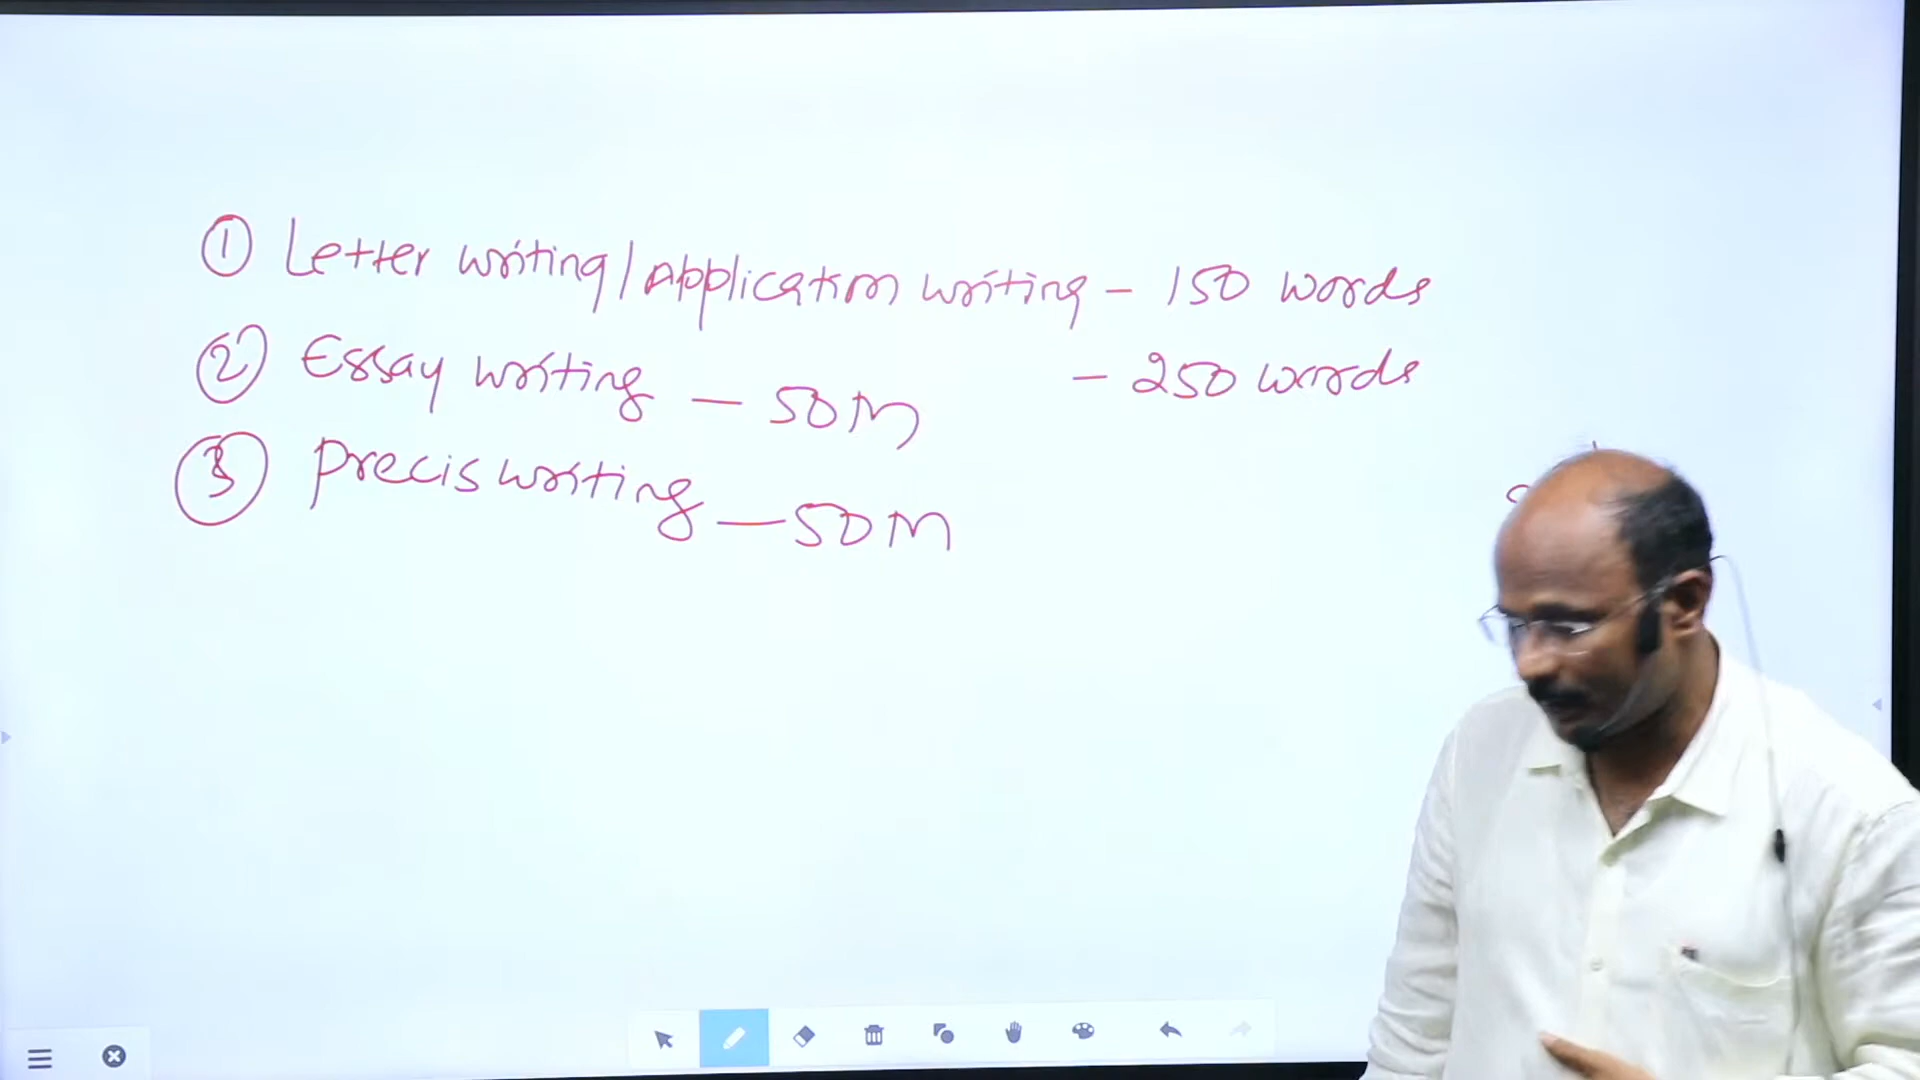 ① Letter writing/Application writing - 150 words
② Essay writing - 50M - 250 words
③ Precis writing - 50M